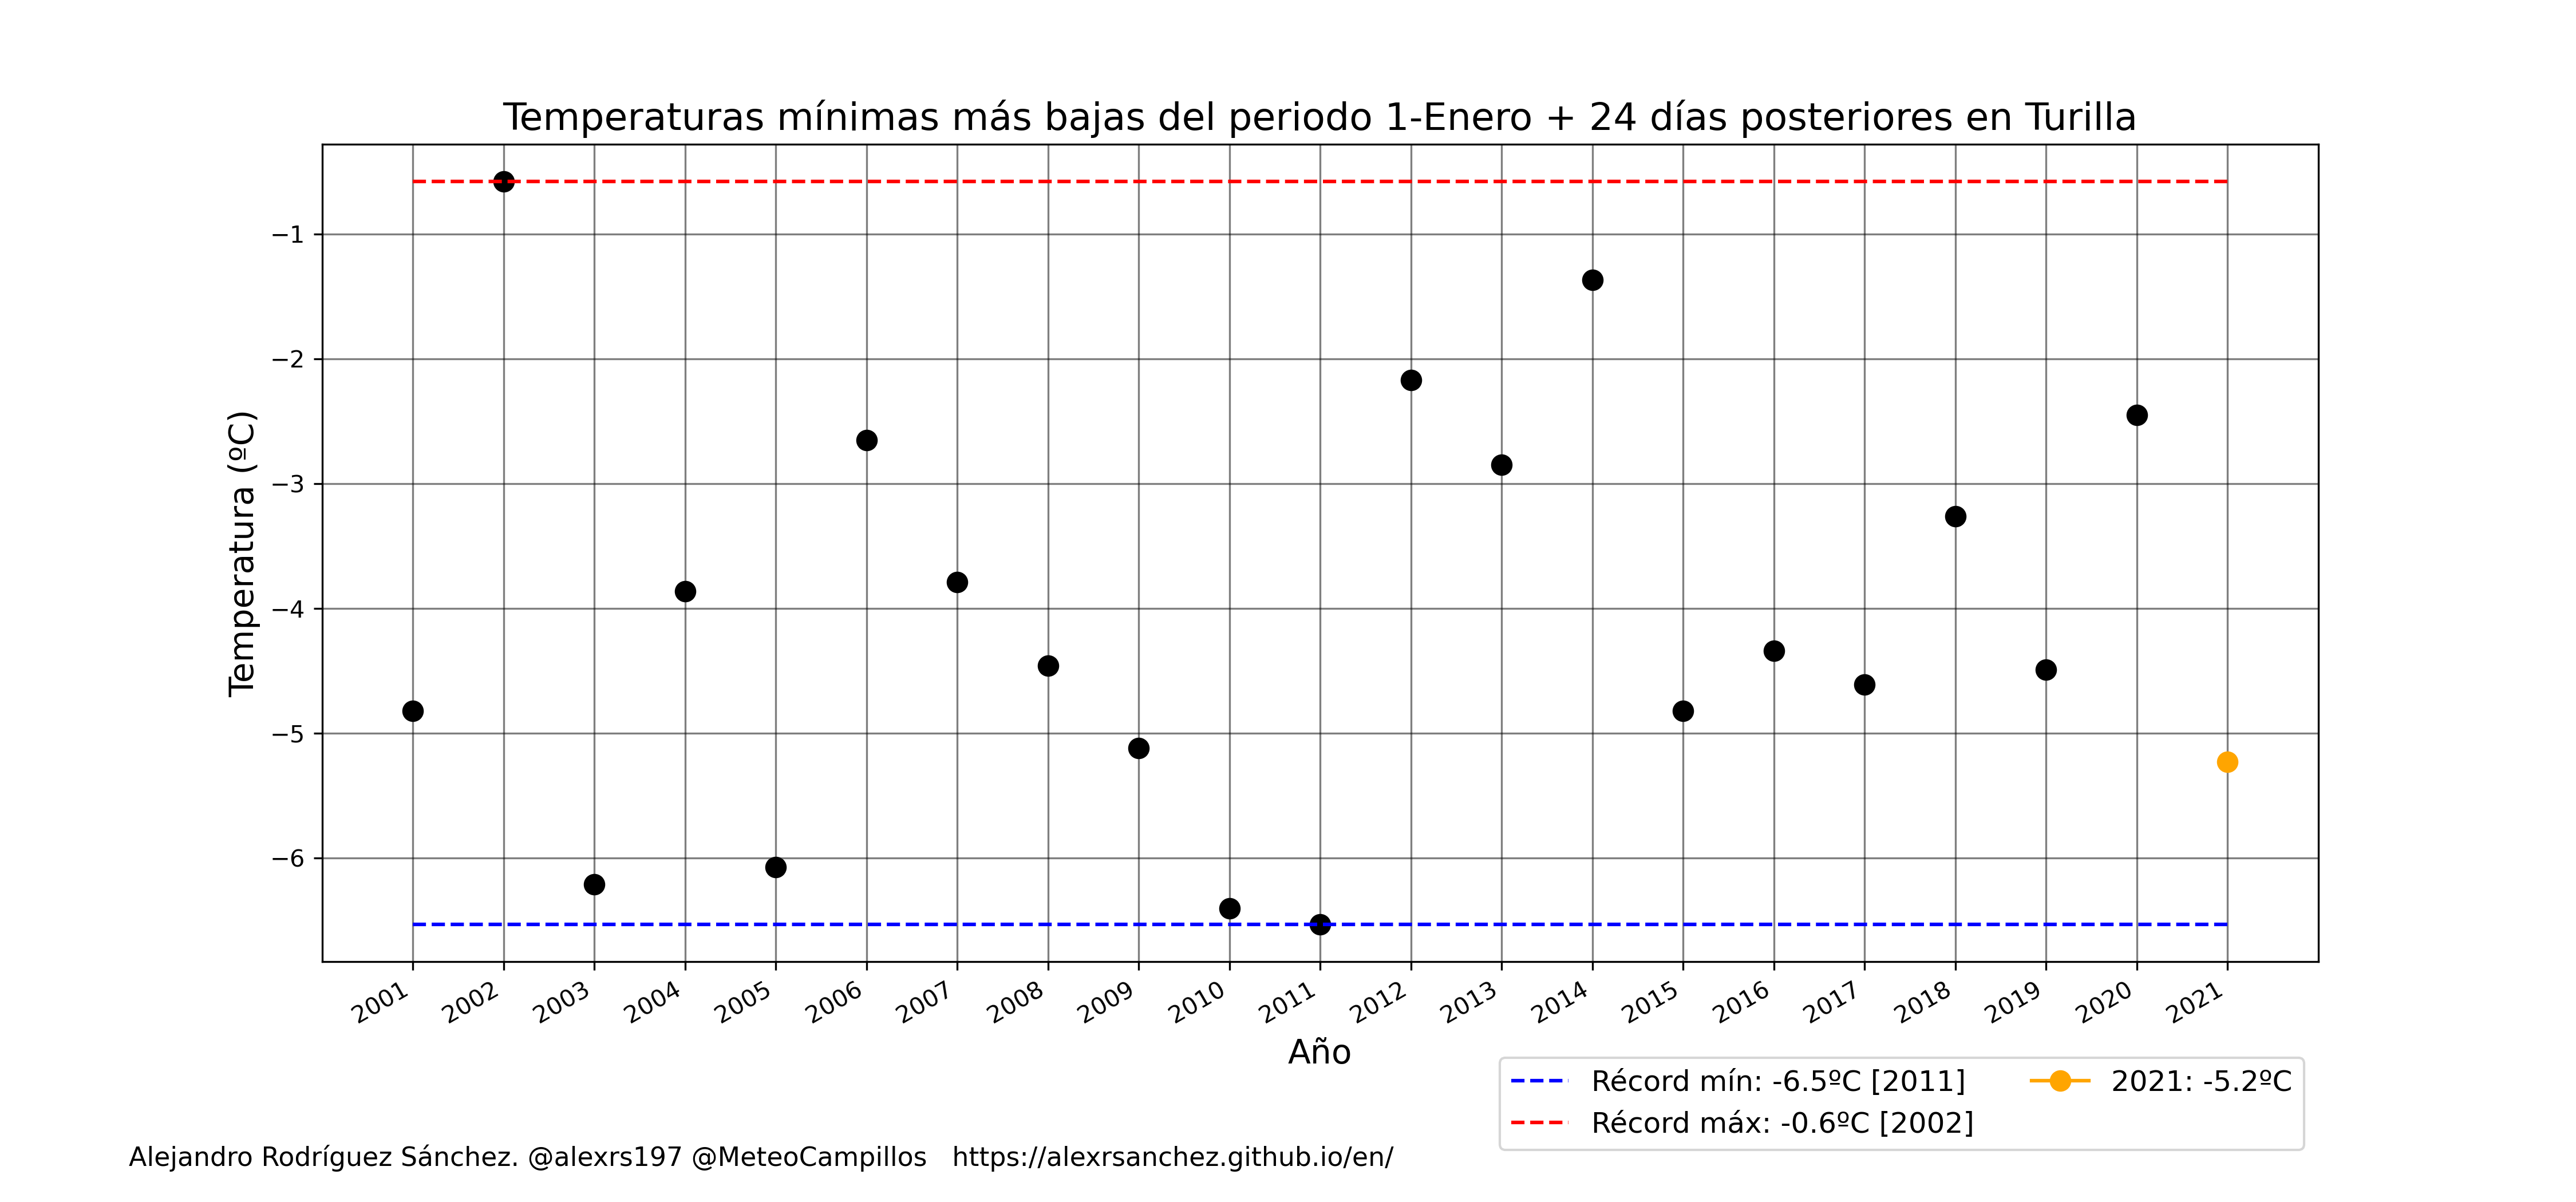 Temperaturas mínimas más bajas del periodo 1-Enero + 24 días posteriores en Turilla
Temperatura (ºC)
−1
−2
−3
−4
−5
−6
2001 2002 2003 2004 2005 2006 2007 2008 2009 2010 2011 2012 2013 2014 2015 2016 2017 2018 2019 2020 2021
Año
Récord mín: -6.5ºC [2011]
Récord máx: -0.6ºC [2002]
2021: -5.2ºC
Alejandro Rodríguez Sánchez. @alexrs197 @MeteoCampillos https://alexrsanchez.github.io/en/